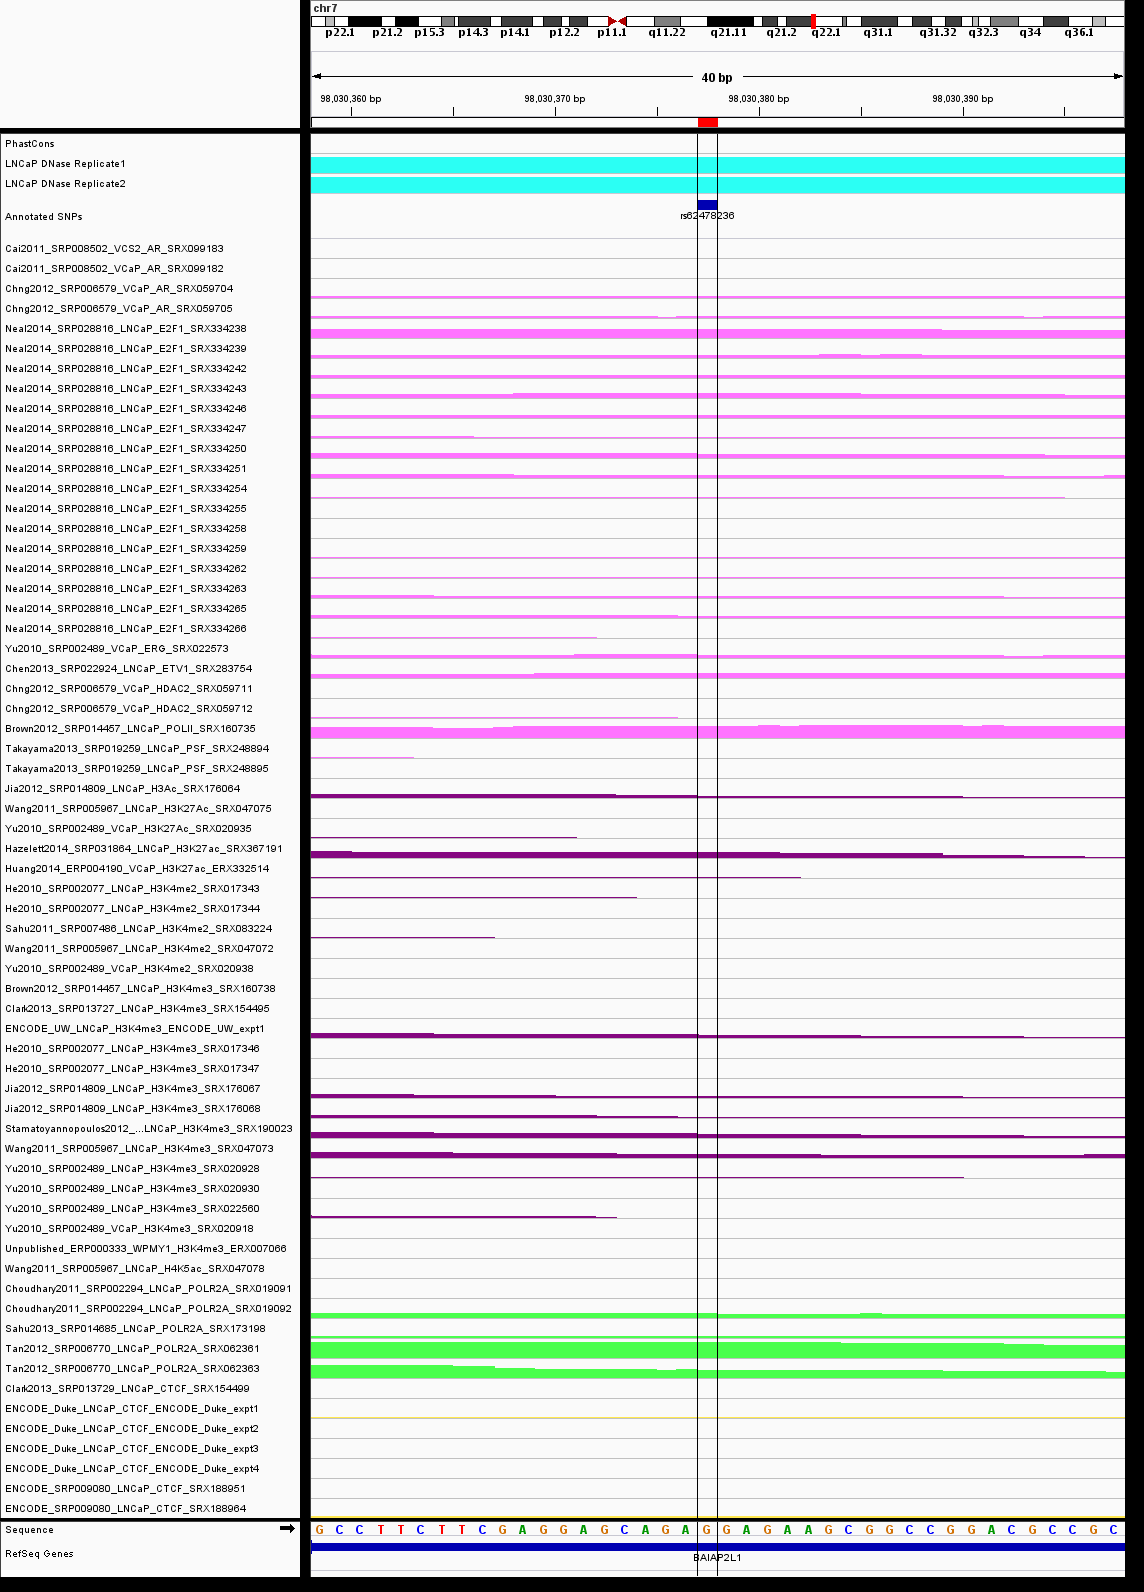 chr7
p22.1 p21.2 p15.3 p14.3 p14.1 p12.2 p11.1 q11.22 q21.11 q21.2 q22.1 q31.1 q31.32 q32.3 q34 q36.1
40 bp
98,030,360 bp 98,030,370 bp 98,030,380 bp 98,030,390 bp
PhastCons
LNCaP DNase Replicate1
LNCaP DNase Replicate2
Annotated SNPs rs62478236
Cai2011_SRP008502_VCS2_AR_SRX099183
Cai2011_SRP008502_VCaP_AR_SRX099182
Chng2012_SRP006579_VCaP_AR_SRX059704
Chng2012_SRP006579_VCaP_AR_SRX059705
Neal2014_SRP028816_LNCaP_E2F1_SRX334238
Neal2014_SRP028816_LNCaP_E2F1_SRX334239
Neal2014_SRP028816_LNCaP_E2F1_SRX334242
Neal2014_SRP028816_LNCaP_E2F1_SRX334243
Neal2014_SRP028816_LNCaP_E2F1_SRX334246
Neal2014_SRP028816_LNCaP_E2F1_SRX334247
Neal2014_SRP028816_LNCaP_E2F1_SRX334250
Neal2014_SRP028816_LNCaP_E2F1_SRX334251
Neal2014_SRP028816_LNCaP_E2F1_SRX334254
Neal2014_SRP028816_LNCaP_E2F1_SRX334255
Neal2014_SRP028816_LNCaP_E2F1_SRX334258
Neal2014_SRP028816_LNCaP_E2F1_SRX334259
Neal2014_SRP028816_LNCaP_E2F1_SRX334262
Neal2014_SRP028816_LNCaP_E2F1_SRX334263
Neal2014_SRP028816_LNCaP_E2F1_SRX334265
Neal2014_SRP028816_LNCaP_E2F1_SRX334266
Yu2010_SRP002489_VCaP_ERG_SRX022573
Chen2013_SRP022924_LNCaP_ETV1_SRX283754
Chng2012_SRP006579_VCaP_HDAC2_SRX059711
Chng2012_SRP006579_VCaP_HDAC2_SRX059712
Brown2012_SRP014457_LNCaP_POLII_SRX160735
Takayama2013_SRP019259_LNCaP_PSF_SRX248894
Takayama2013_SRP019259_LNCaP_PSF_SRX248895
Jia2012_SRP014809_LNCaP_H3Ac_SRX176064
Wang2011_SRP005967_LNCaP_H3K27Ac_SRX047075
Yu2010_SRP002489_VCaP_H3K27Ac_SRX020935
Hazelett2014_SRP031864_LNCaP_H3K27ac_SRX367191
Huang2014_ERP004190_VCaP_H3K27ac_ERX332514
He2010_SRP002077_LNCaP_H3K4me2_SRX017343
He2010_SRP002077_LNCaP_H3K4me2_SRX017344
Sahu2011_SRP007486_LNCaP_H3K4me2_SRX083224
Wang2011_SRP005967_LNCaP_H3K4me2_SRX047072
Yu2010_SRP002489_VCaP_H3K4me2_SRX020938
Brown2012_SRP014457_LNCaP_H3K4me3_SRX160738
Clark2013_SRP013727_LNCaP_H3K4me3_SRX154495
ENCODE_UW_LNCaP_H3K4me3_ENCODE_UW_expt1
He2010_SRP002077_LNCaP_H3K4me3_SRX017346
He2010_SRP002077_LNCaP_H3K4me3_SRX017347
Jia2012_SRP014809_LNCaP_H3K4me3_SRX176067
Jia2012_SRP014809_LNCaP_H3K4me3_SRX176068
Stamatoyannopoulos2012_...LNCaP_H3K4me3_SRX190023
Wang2011_SRP005967_LNCaP_H3K4me3_SRX047073
Yu2010_SRP002489_LNCaP_H3K4me3_SRX020928
Yu2010_SRP002489_LNCaP_H3K4me3_SRX020930
Yu2010_SRP002489_LNCaP_H3K4me3_SRX022560
Yu2010_SRP002489_VCaP_H3K4me3_SRX020918
Unpublished_ERP000333_WPMY1_H3K4me3_ERX007066
Wang2011_SRP005967_LNCaP_H4K5ac_SRX047078
Choudhary2011_SRP002294_LNCaP_POLR2A_SRX019091
Choudhary2011_SRP002294_LNCaP_POLR2A_SRX019092
Sahu2013_SRP014685_LNCaP_POLR2A_SRX173198
Tan2012_SRP006770_LNCaP_POLR2A_SRX062361
Tan2012_SRP006770_LNCaP_POLR2A_SRX062363
Clark2013_SRP013729_LNCaP_CTCF_SRX154499
ENCODE_Duke_LNCaP_CTCF_ENCODE_Duke_expt1
ENCODE_Duke_LNCaP_CTCF_ENCODE_Duke_expt2
ENCODE_Duke_LNCaP_CTCF_ENCODE_Duke_expt3
ENCODE_Duke_LNCaP_CTCF_ENCODE_Duke_expt4
ENCODE_SRP009080_LNCaP_CTCF_SRX188951
ENCODE_SRP009080_LNCaP_CTCF_SRX188964
Sequence G C C T T C T T C G A G G A G C A G A G G A G A A G C G G C C G G A C G C C G C
RefSeq Genes BAIAP2L1